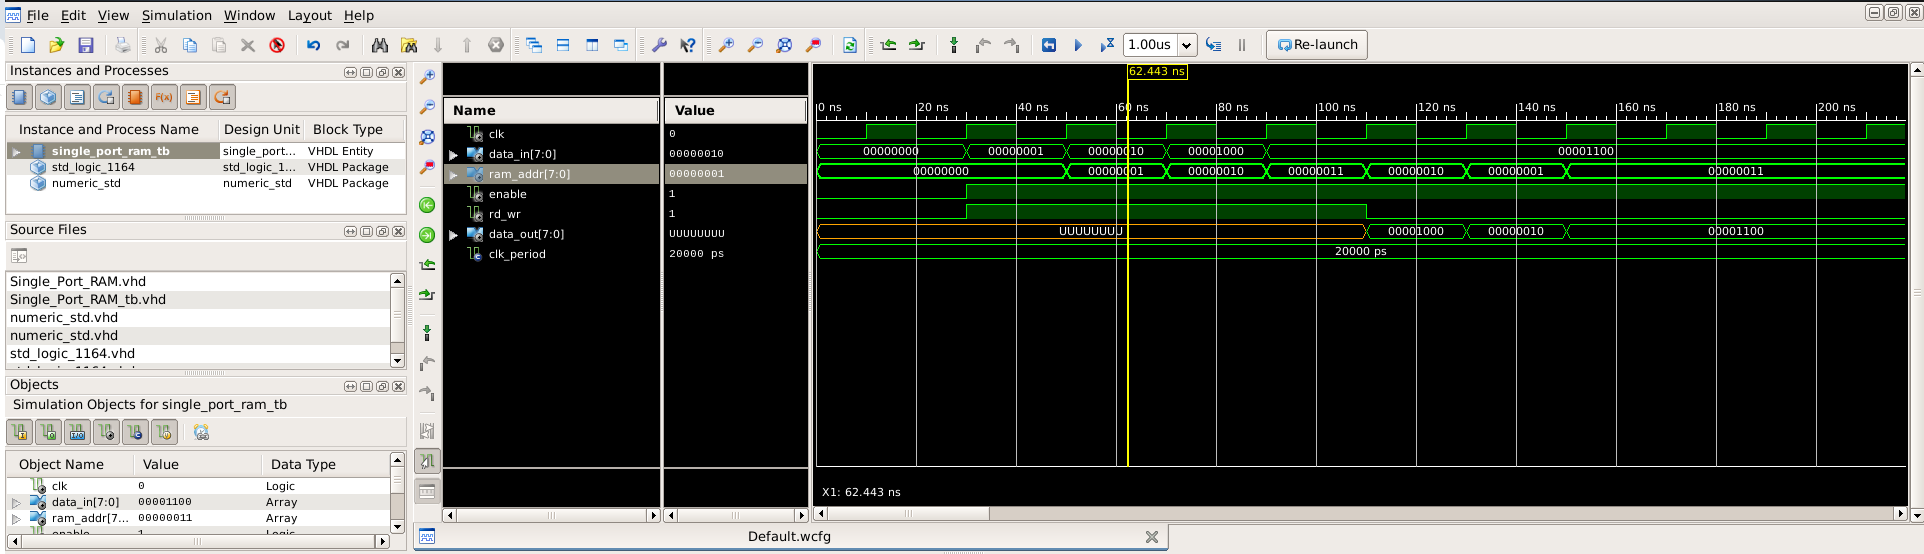 File Edit View Simulation Window Layout Help
1.00us Re-launch
Instances and Processes
Instance and Process Name Design Unit Block Type
single_port_ram_tb single_port... VHDL Entity
std_logic_1164 std_logic_1... VHDL Package
numeric_std numeric_std VHDL Package
Source Files
Single_Port_RAM.vhd
Single_Port_RAM_tb.vhd
numeric_std.vhd
numeric_std.vhd
std_logic_1164.vhd
Objects
Simulation Objects for single_port_ram_tb
Object Name Value Data Type
clk 0 Logic
data_in[7:0] 00001100 Array
ram_addr[7... 00000011 Array
Name Value
clk 0
data_in[7:0] 00000010
ram_addr[7:0] 00000001
enable 1
rd_wr 1
data_out[7:0] UUUUUUUU
clk_period 20000 ps
62.443 ns
0 ns 20 ns 40 ns 60 ns 80 ns 100 ns 120 ns 140 ns 160 ns 180 ns 200 ns
00000000 00000001 00000010 00001000 00001100
00000000 00000001 00000010 00000011 00000010 00000001 00000011
UUUUUUUU 00001000 00000010 00001100
20000 ps
X1: 62.443 ns
Default.wcfg